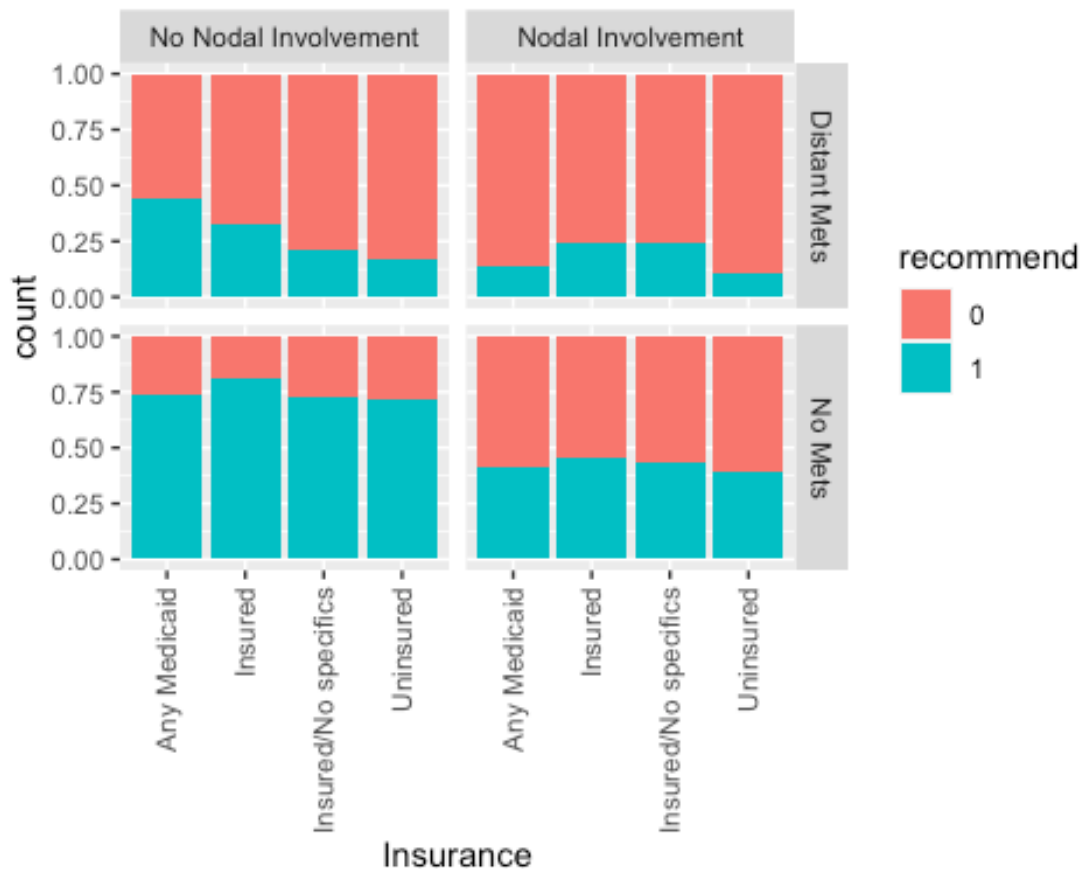 No Nodal Involvement
Nodal Involvement
1.00
0.75
0.50
0.25
0.00
Distant Mets
1.00
0.75
0.50
0.25
0.00
No Mets
count
Any Medicaid
Insured
Insured/No specifics
Uninsured
Any Medicaid
Insured
Insured/No specifics
Uninsured
Insurance
recommend
0
1